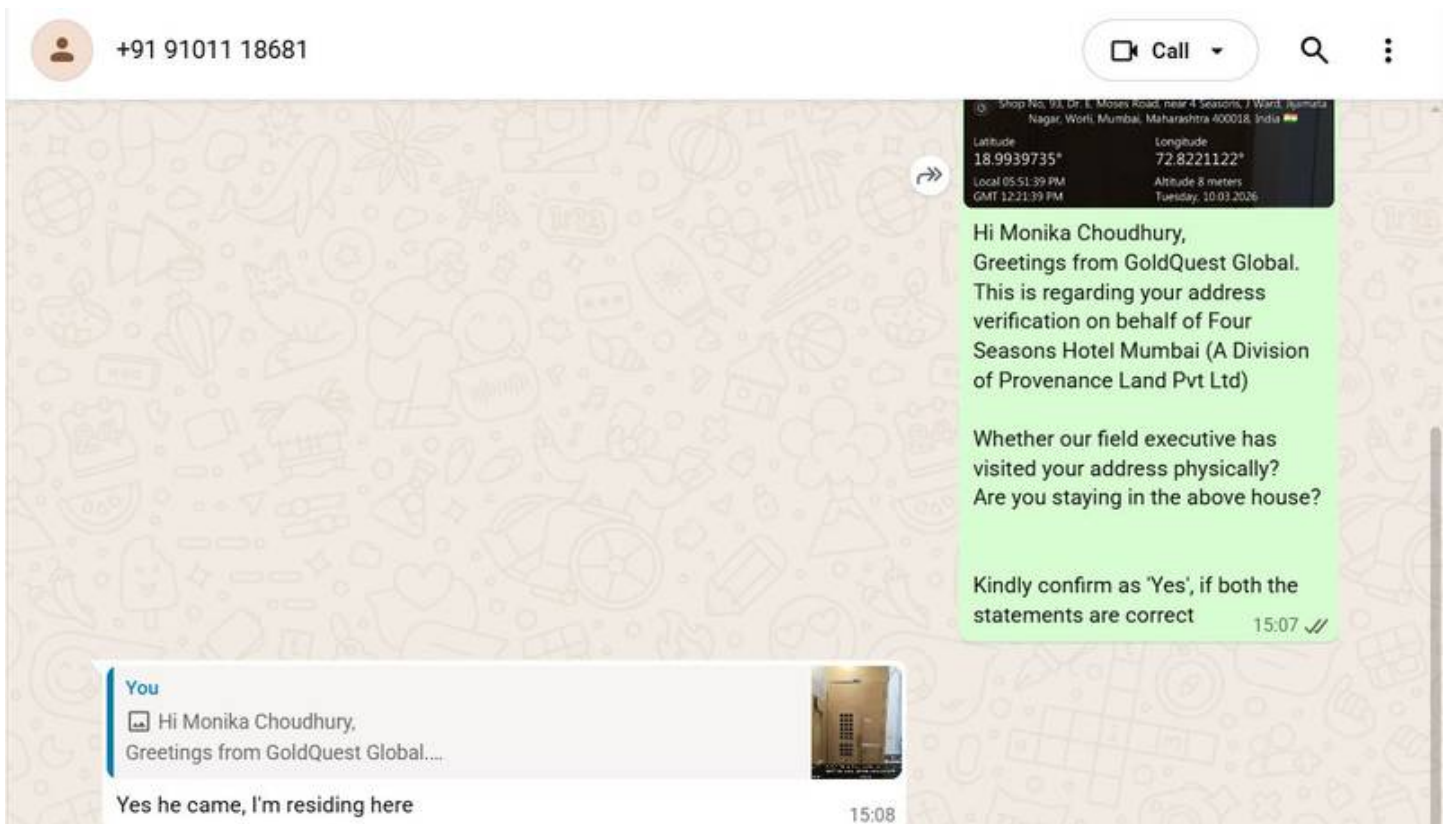 +91 91011 18681
Call
Shop No, 93, Dr. E. Moses Road, near 4 Seasons, J Ward,
Nagar, Worli, Mumbai, Maharashtra 400018, India
Latitude
18.9939735°
Longitude
72.8221122°
Local 05:51:39 PM
GMT 12:21:39 PM
Altitude 8 meters
Tuesday, 10.03.2026
Hi Monika Choudhury,
Greetings from GoldQuest Global.
This is regarding your address
verification on behalf of Four
Seasons Hotel Mumbai (A Division
of Provenance Land Pvt Ltd)
Whether our field executive has
visited your address physically?
Are you staying in the above house?
Kindly confirm as 'Yes', if both the
statements are correct
15:07
You
Hi Monika Choudhury,
Greetings from GoldQuest Global....
Yes he came, I'm residing here
15:08